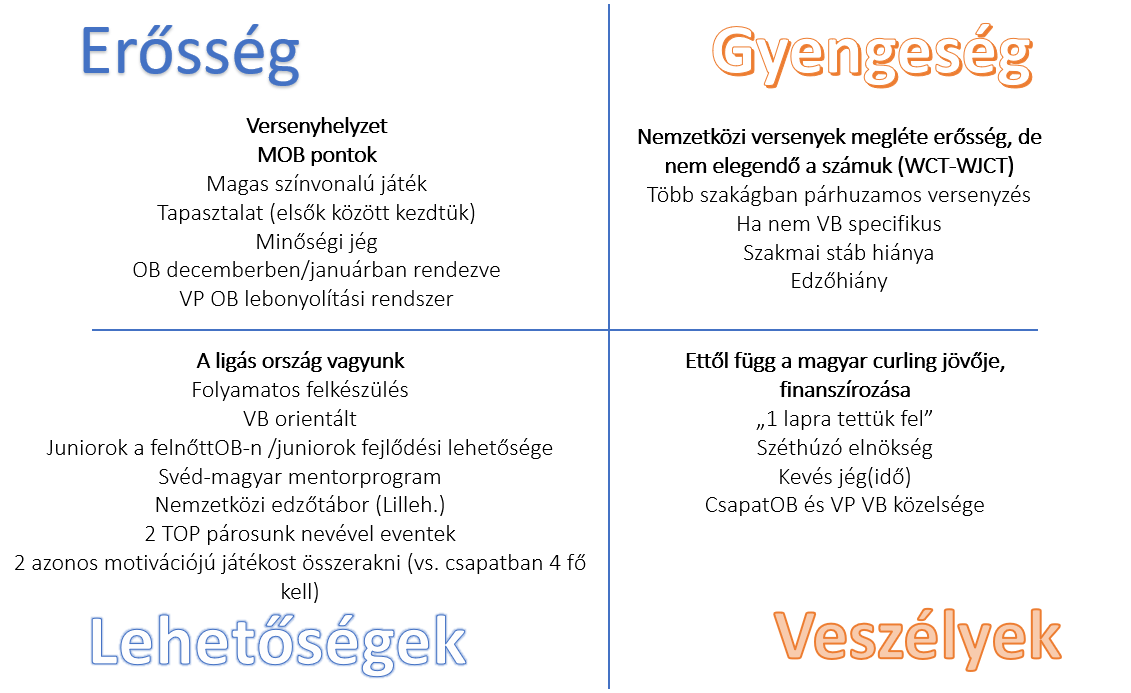 Erősség
Versenyhelyzet
MOB pontok
Magas színvonalú játék
Tapasztalat (elsők között kezdtük)
Minőségi jég
OB decemberben/januárban rendezve
VP OB lebonyolítási rendszer
Gyengeség
Nemzetközi versenyek megléte erősség, de
nem elegendő a számuk (WCT-WJCT)
Több szakágban párhuzamos versenyzés
Ha nem VB specifikus
Szakmai stáb hiánya
Edzőhiány
A ligás ország vagyunk
Folyamatos felkészülés
VB orientált
Juniorok a felnőttOB-n /juniorok fejlődési lehetősége
Svéd-magyar mentorprogram
Nemzetközi edzőtábor (Lilleh.)
2 TOP párosunk nevével eventek
2 azonos motivációjú játékost összerakni (vs. csapatban 4 fő
kell)
Lehetőségek
Ettől függ a magyar curling jövője,
finanszírozása
„1 lapra tettük fel”
Széthúzó elnökség
Kevés jég(idő)
CsapatOB és VP VB közelsége
Veszélyek